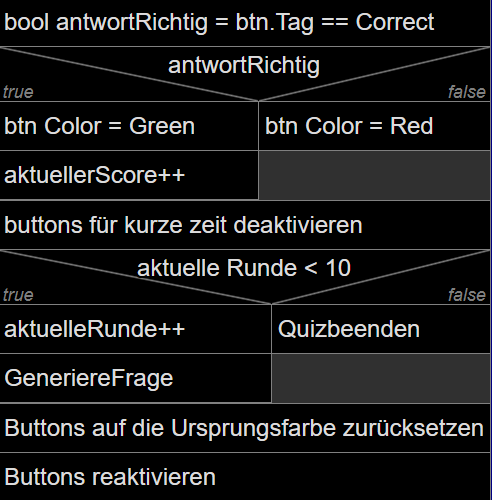 bool antwortRichtig = btn.Tag == Correct
antwortRichtig
true
false
btn Color = Green
btn Color = Red
aktuellerScore++
buttons für kurze zeit deaktivieren
aktuelle Runde < 10
true
false
aktuelleRunde++
Quizbeenden
GeneriereFrage
Buttons auf die Ursprungsfarbe zurücksetzen
Buttons reaktivieren